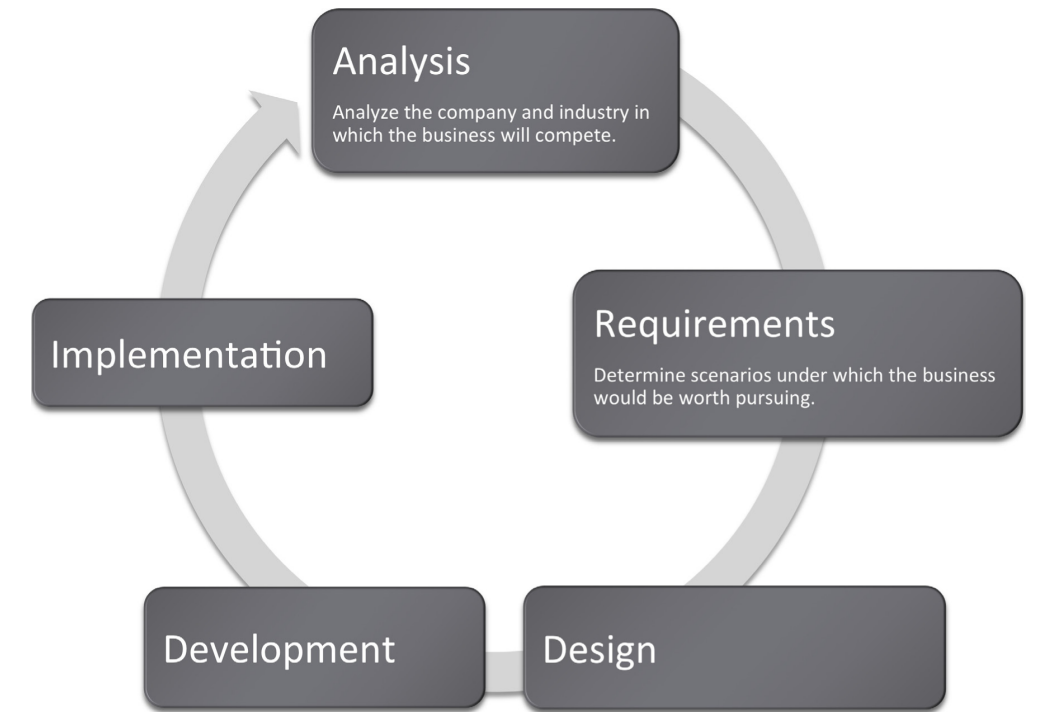 Analysis
Analyze the company and industry in
which the business will compete.
Requirements
Determine scenarios under which the business
would be worth pursuing.
Design
Development
Implementation